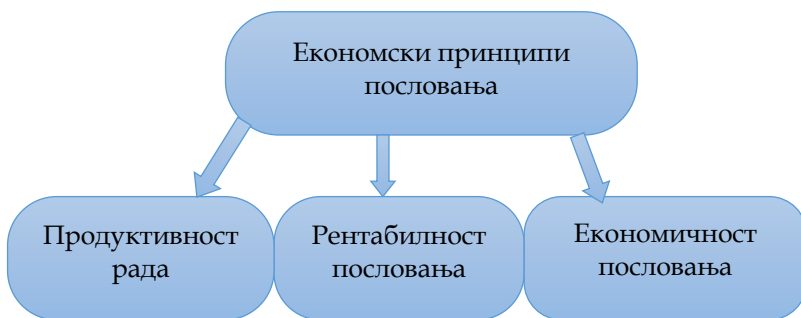 Економски принципи
пословања
Продуктивност
рада
Рентабилност
пословања
Економичност
пословања